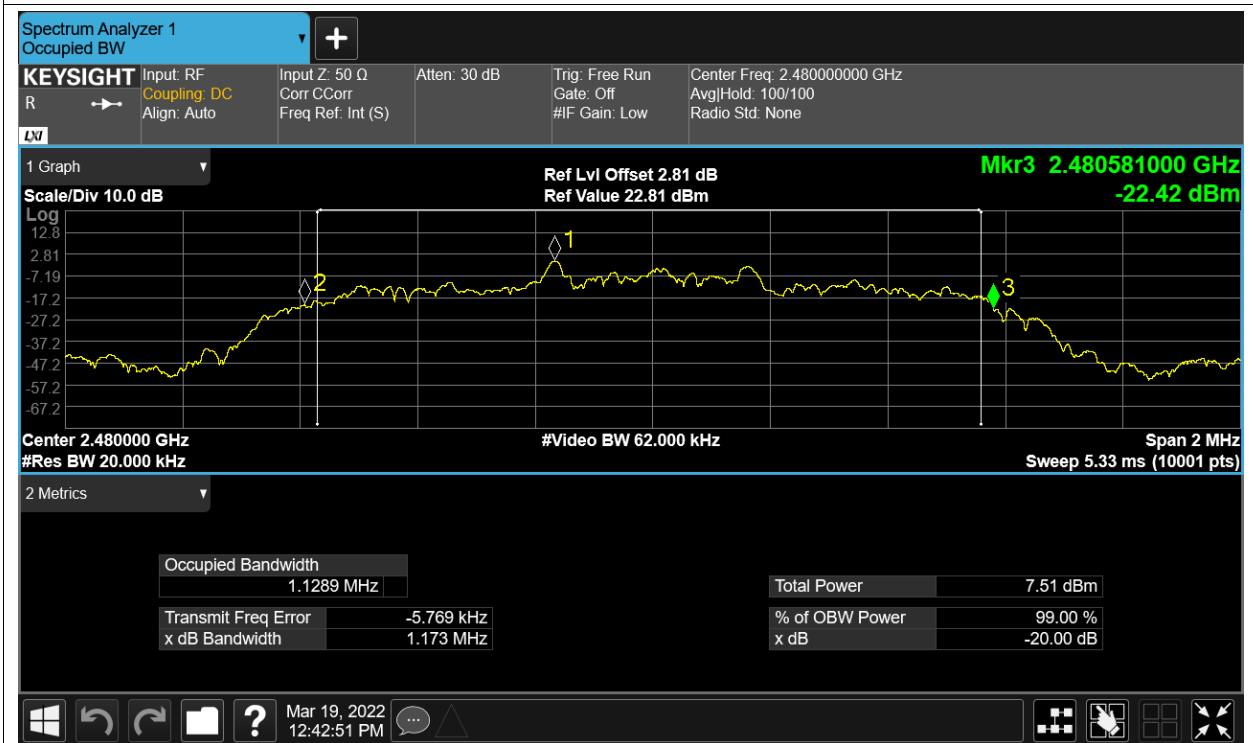 Spectrum Analyzer 1
Occupied BW
KEYSIGHT
R
LXI
Input: RF
Coupling: DC
Align: Auto
Input Z: 50 Ω
Corr CCorr
Freq Ref: Int (S)
Atten: 30 dB
Trig: Free Run
Gate: Off
#IF Gain: Low
Center Freq: 2.480000000 GHz
Avg|Hold: 100/100
Radio Std: None
1 Graph
Scale/Div 10.0 dB
Ref Lvl Offset 2.81 dB
Ref Value 22.81 dBm
Mkr3 2.480581000 GHz
-22.42 dBm
Log
12.8
2.81
-7.19
-17.2
-27.2
-37.2
-47.2
-57.2
-67.2
1
2
3
Center 2.480000 GHz
#Video BW 62.000 kHz
Span 2 MHz
#Res BW 20.000 kHz
Sweep 5.33 ms (10001 pts)
2 Metrics
Occupied Bandwidth
1.1289 MHz
Total Power 7.51 dBm
Transmit Freq Error -5.769 kHz
% of OBW Power 99.00 %
x dB Bandwidth 1.173 MHz
x dB -20.00 dB
?
Mar 19, 2022
12:42:51 PM